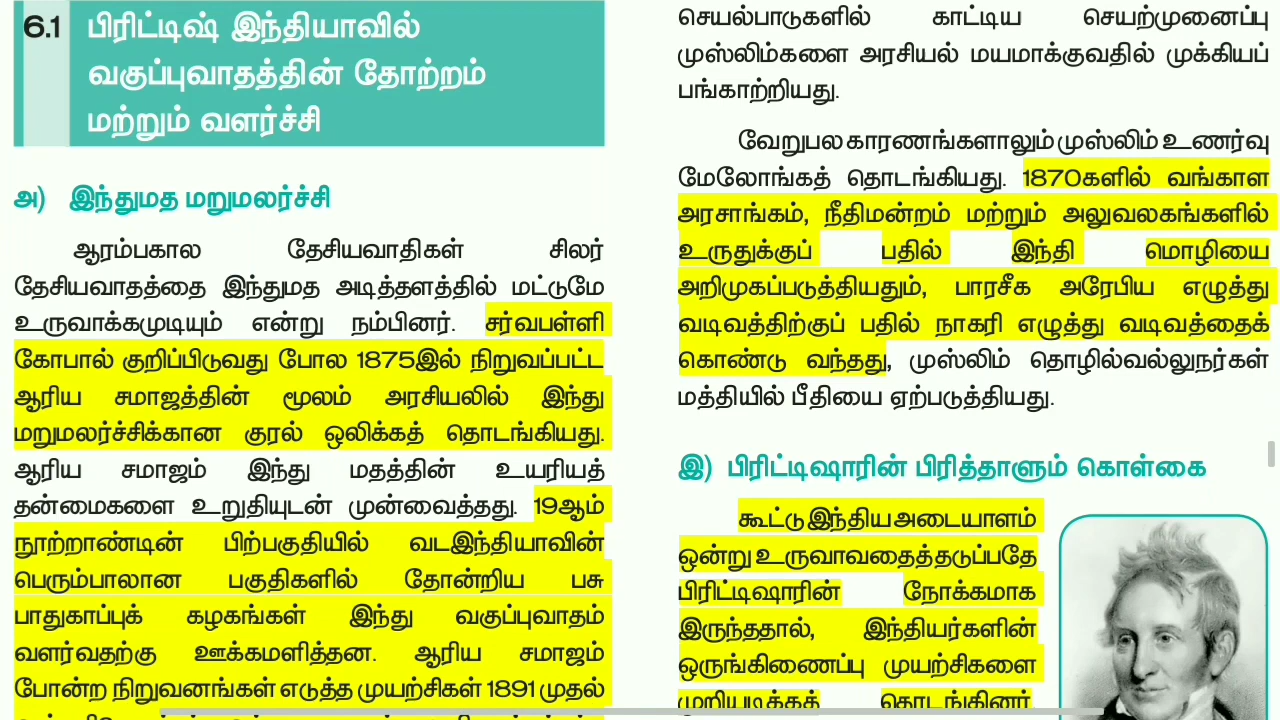 6.1 பிரிட்டிஷ் இந்தியாவில்
வகுப்புவாதத்தின் தோற்றம்
மற்றும் வளர்ச்சி
அ) இந்துமத மறுமலர்ச்சி
ஆரம்பகால தேசியவாதிகள் சிலர்
தேசியவாதத்தை இந்துமத அடித்தளத்தில் மட்டுமே
உருவாக்கமுடியும் என்று நம்பினர். சர்வபள்ளி
கோபால் குறிப்பிடுவது போல 1875இல் நிறுவப்பட்ட
ஆரிய சமாஜத்தின் மூலம் அரசியலில் இந்து
மறுமலர்ச்சிக்கான குரல் ஒலிக்கத் தொடங்கியது.
ஆரிய சமாஜம் இந்து மதத்தின் உயரியத்
தன்மைகளை உறுதியுடன் முன்வைத்தது. 19ஆம்
நூற்றாண்டின் பிற்பகுதியில் வடஇந்தியாவின்
பெரும்பாலான பகுதிகளில் தோன்றிய பசு
பாதுகாப்புக் கழகங்கள் இந்து வகுப்புவாதம்
வளர்வதற்கு ஊக்கமளித்தன. ஆரிய சமாஜம்
போன்ற நிறுவனங்கள் எடுத்த முயற்சிகள் 1891 முதல்
செயல்பாடுகளில் காட்டிய செயற்முனைப்பு
முஸ்லிம்களை அரசியல் மயமாக்குவதில் முக்கியப்
பங்காற்றியது.
வேறுபல காரணங்களாலும் முஸ்லிம் உணர்வு
மேலோங்கத் தொடங்கியது. 1870களில் வங்காள
அரசாங்கம், நீதிமன்றம் மற்றும் அலுவலகங்களில்
உருதுக்குப் பதில் இந்தி மொழியை
அறிமுகப்படுத்தியதும், பாரசீக அரேபிய எழுத்து
வடிவத்திற்குப் பதில் நாகரி எழுத்து வடிவத்தைக்
கொண்டு வந்தது, முஸ்லிம் தொழில்வல்லுநர்கள்
மத்தியில் பீதியை ஏற்படுத்தியது.
இ) பிரிட்டிஷாரின் பிரித்தாளும் கொள்கை
கூட்டு இந்திய அடையாளம்
ஒன்று உருவாவதைத்தடுப்பதே
பிரிட்டிஷாரின் நோக்கமாக
இருந்ததால், இந்தியர்களின்
ஒருங்கிணைப்பு முயற்சிகளை
முறியடிக்கத் தொடங்கினர்